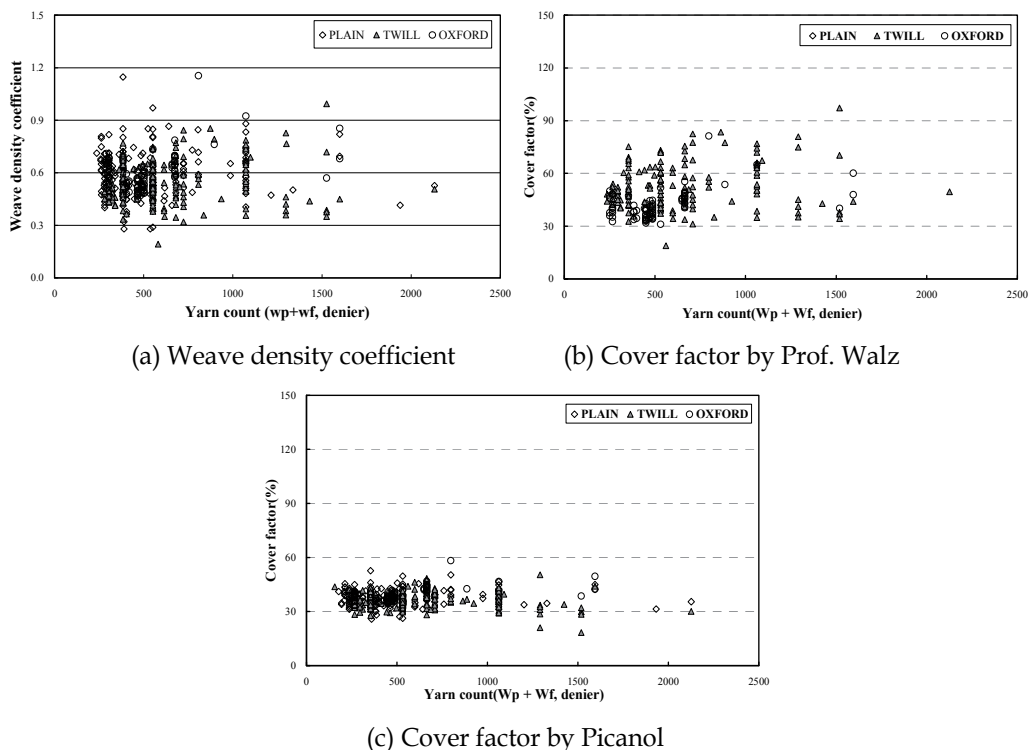 1.5
PLAIN TWILL OXFORD
1.2
0.9
0.6
0.3
0.0
Weave density coefficient
0 500 1000 1500 2000 2500
Yarn count (wp+wf, denier)
(a) Weave density coefficient
150
PLAIN TWILL OXFORD
120
90
60
30
0
Cover factor(%)
0 500 1000 1500 2000 2500
Yarn count(Wp + Wf, denier)
(b) Cover factor by Prof. Walz
150
PLAIN TWILL OXFORD
120
90
60
30
0
Cover factor(%)
0 500 1000 1500 2000 2500
Yarn count(Wp + Wf, denier)
(c) Cover factor by Picanol